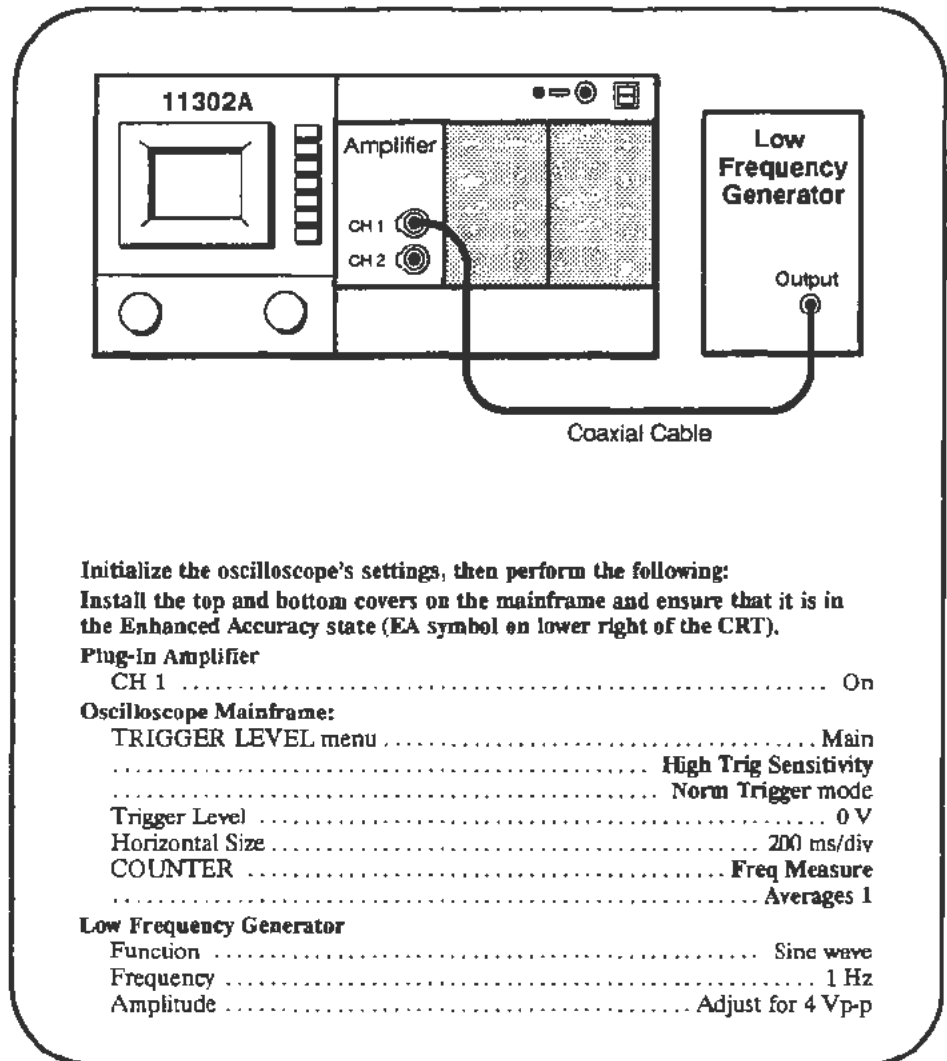 11302A
Amplifier
CH 1
CH 2
Low
Frequency
Generator
Output
Coaxial Cable
Initialize the oscilloscope's settings, then perform the following:
Install the top and bottom covers on the mainframe and ensure that it is in
the Enhanced Accuracy state (EA symbol on lower right of the CRT).
Plug-In Amplifier
CH 1 ........................................................ On
Oscilloscope Mainframe:
TRIGGER LEVEL menu ..................................... Main
............................................. High Trig Sensitivity
.............................................. Norm Trigger mode
Trigger Level ................................................. 0 V
Horizontal Size ......................................... 200 ms/div
COUNTER ......................................... Freq Measure
....................................................... Averages 1
Low Frequency Generator
Function ................................................ Sine wave
Frequency .................................................... 1 Hz
Amplitude ........................................ Adjust for 4 Vp-p